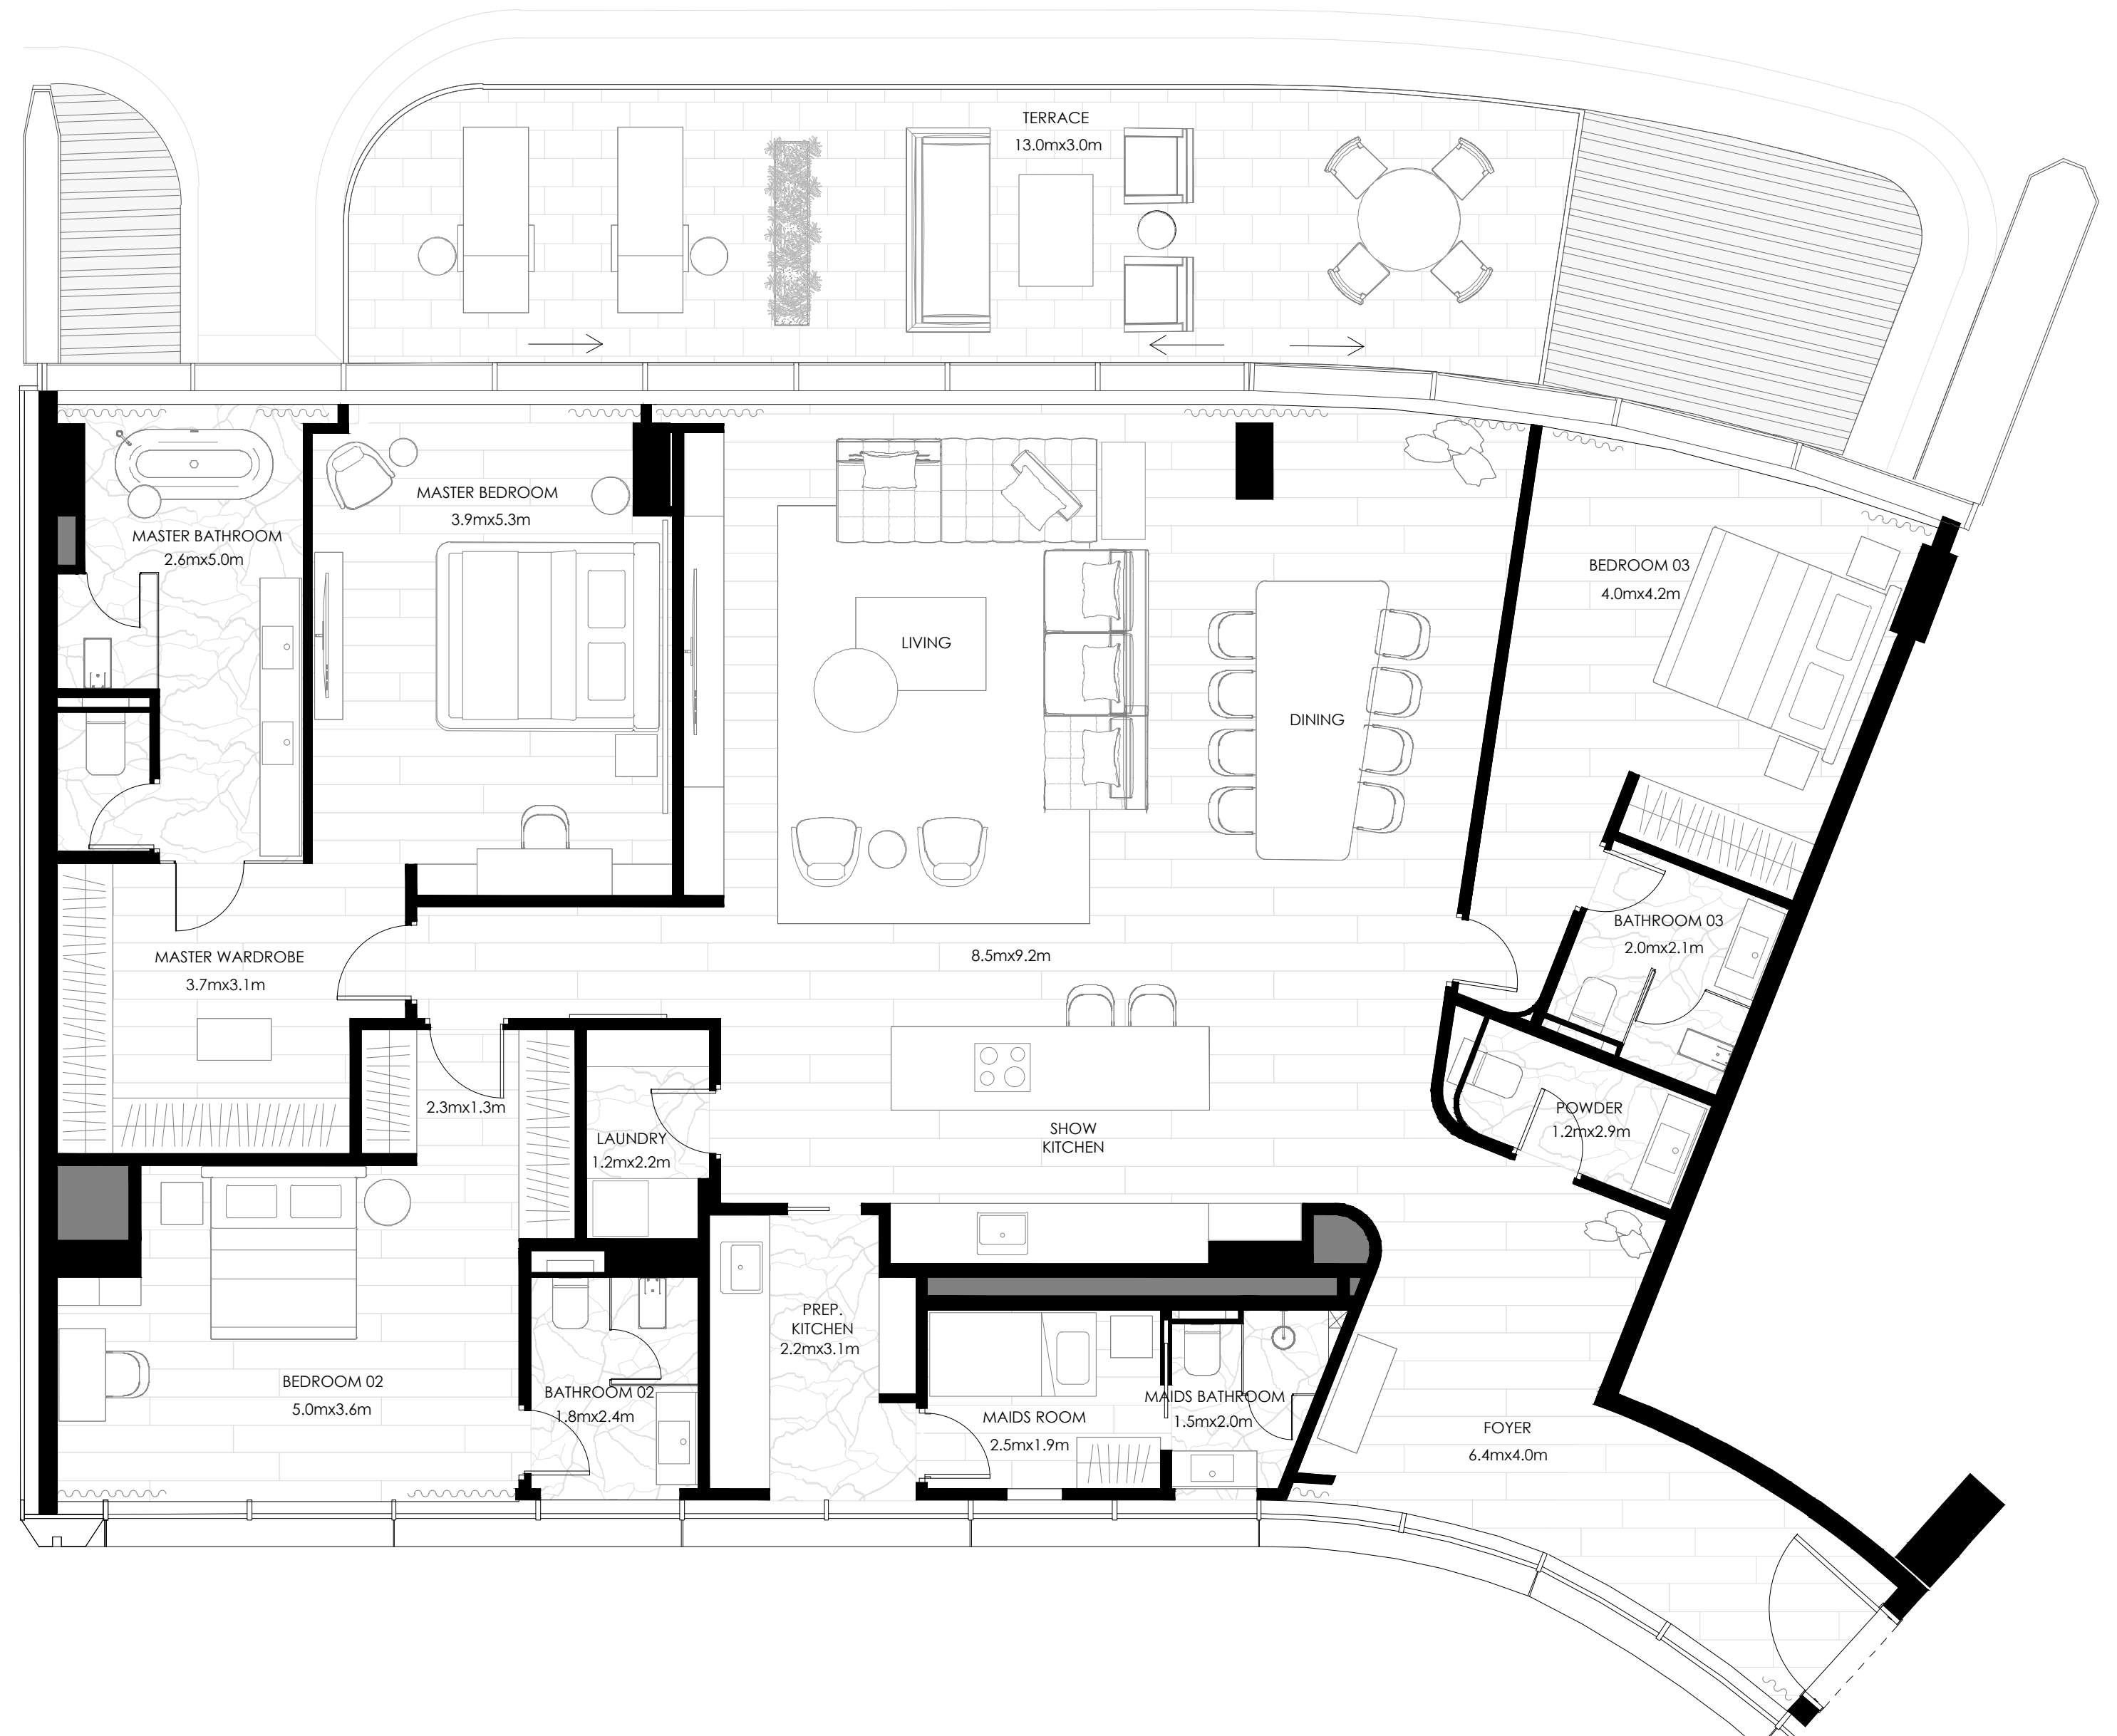 TERRACE
13.0mx3.0m
MASTER BEDROOM
3.9mx5.3m
MASTER BATHROOM
2.6mx5.0m
BEDROOM 03
4.0mx4.2m
LIVING
DINING
BATHROOM 03
2.0mx2.1m
MASTER WARDROBE
3.7mx3.1m
8.5mx9.2m
2.3mx1.3m
LAUNDRY
1.2mx2.2m
SHOW
KITCHEN
POWDER
1.2mx2.9m
PREP.
KITCHEN
2.2mx3.1m
BEDROOM 02
5.0mx3.6m
BATHROOM 02
1.8mx2.4m
MAIDS ROOM
2.5mx1.9m
MAIDS BATHROOM
1.5mx2.0m
FOYER
6.4mx4.0m